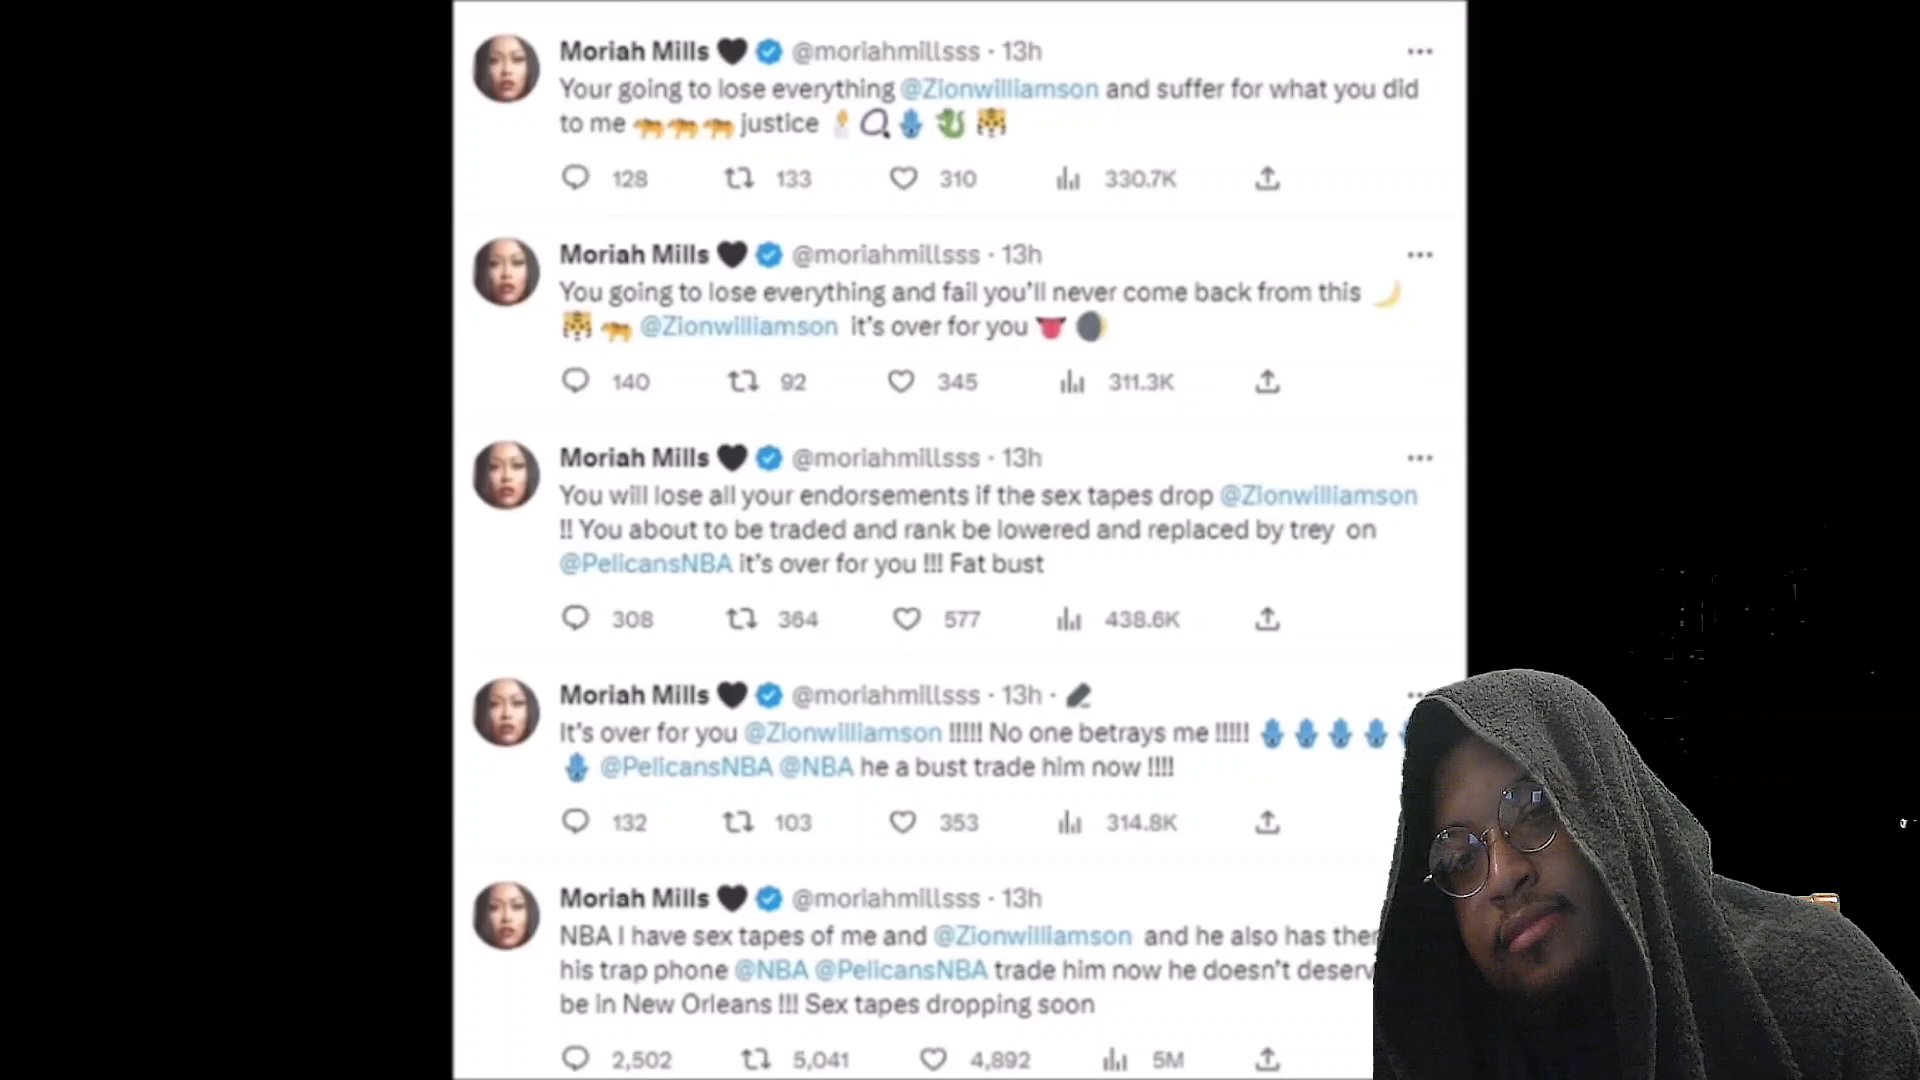 Moriah Mills 🖤 @moriahmillsss · 13h
Your going to lose everything @Zionwilliamson and suffer for what you did
to me 🐅🐅🐅 justice 🕯️📿🪬🐉🐯
128 133 310 330.7K
Moriah Mills 🖤 @moriahmillsss · 13h
You going to lose everything and fail you'll never come back from this 🌙
🐯🐅 @Zionwilliamson it's over for you 👅🌒
140 92 345 311.3K
Moriah Mills 🖤 @moriahmillsss · 13h
You will lose all your endorsements if the sex tapes drop @Zionwilliamson
!! You about to be traded and rank be lowered and replaced by trey on
@PelicansNBA it's over for you !!! Fat bust
308 364 577 438.6K
Moriah Mills 🖤 @moriahmillsss · 13h ·
It's over for you @Zionwilliamson !!!!! No one betrays me !!!!! 🪬🪬🪬🪬
🪬 @PelicansNBA @NBA he a bust trade him now !!!!
132 103 353 314.8K
Moriah Mills 🖤 @moriahmillsss · 13h
NBA I have sex tapes of me and @Zionwilliamson and he also has
his trap phone @NBA @PelicansNBA trade him now he doesn't
be in New Orleans !!! Sex tapes dropping soon
2,502 5,041 4,892 5M